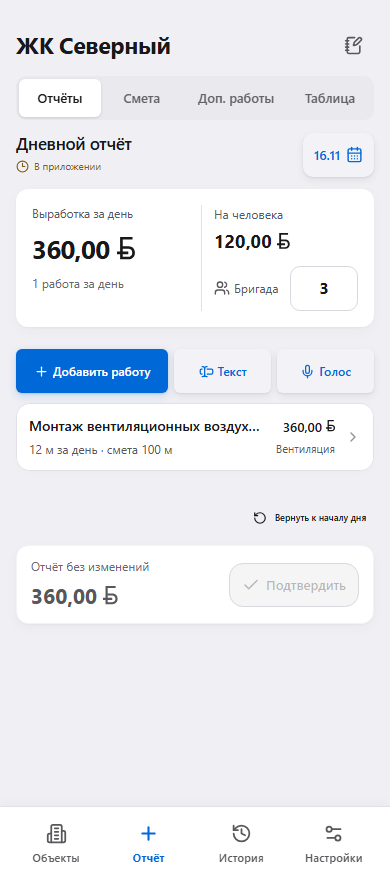 ЖК Северный
Отчёты Смета Доп. работы Таблица
Дневной отчёт
В приложении
16.11
Выработка за день
360,00
1 работа за день
На человека
120,00
Бригада 3
Добавить работу
Текст
Голос
Монтаж вентиляционных воздух...
360,00
12 м за день · смета 100 м
Вентиляция
Вернуть к началу дня
Отчёт без изменений
360,00
Подтвердить
Объекты Отчёт История Настройки